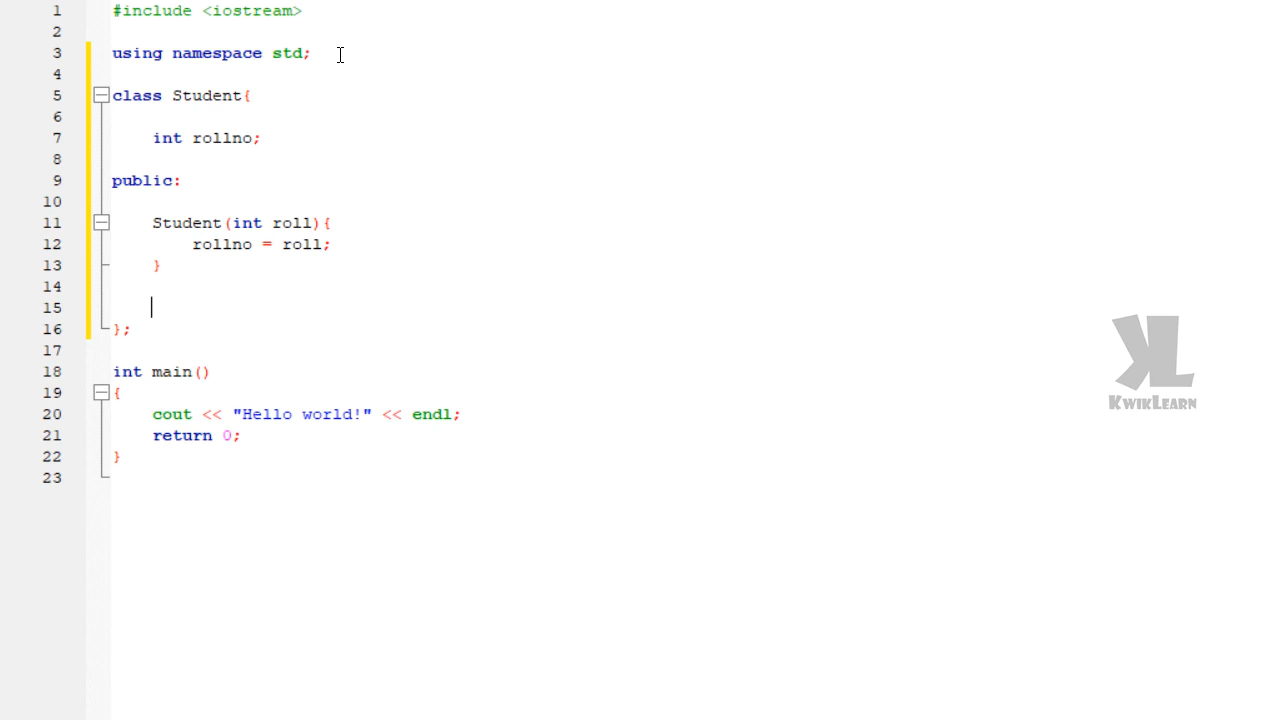 1 #include <iostream>
2
3 using namespace std;
4
5 class Student{
6
7 int rollno;
8
9 public:
10
11 Student(int roll){
12 rollno = roll;
13 }
14
15
16 };
17
18 int main()
19 {
20 cout << "Hello world!" << endl;
21 return 0;
22 }
23
KL
KWIKLEARN